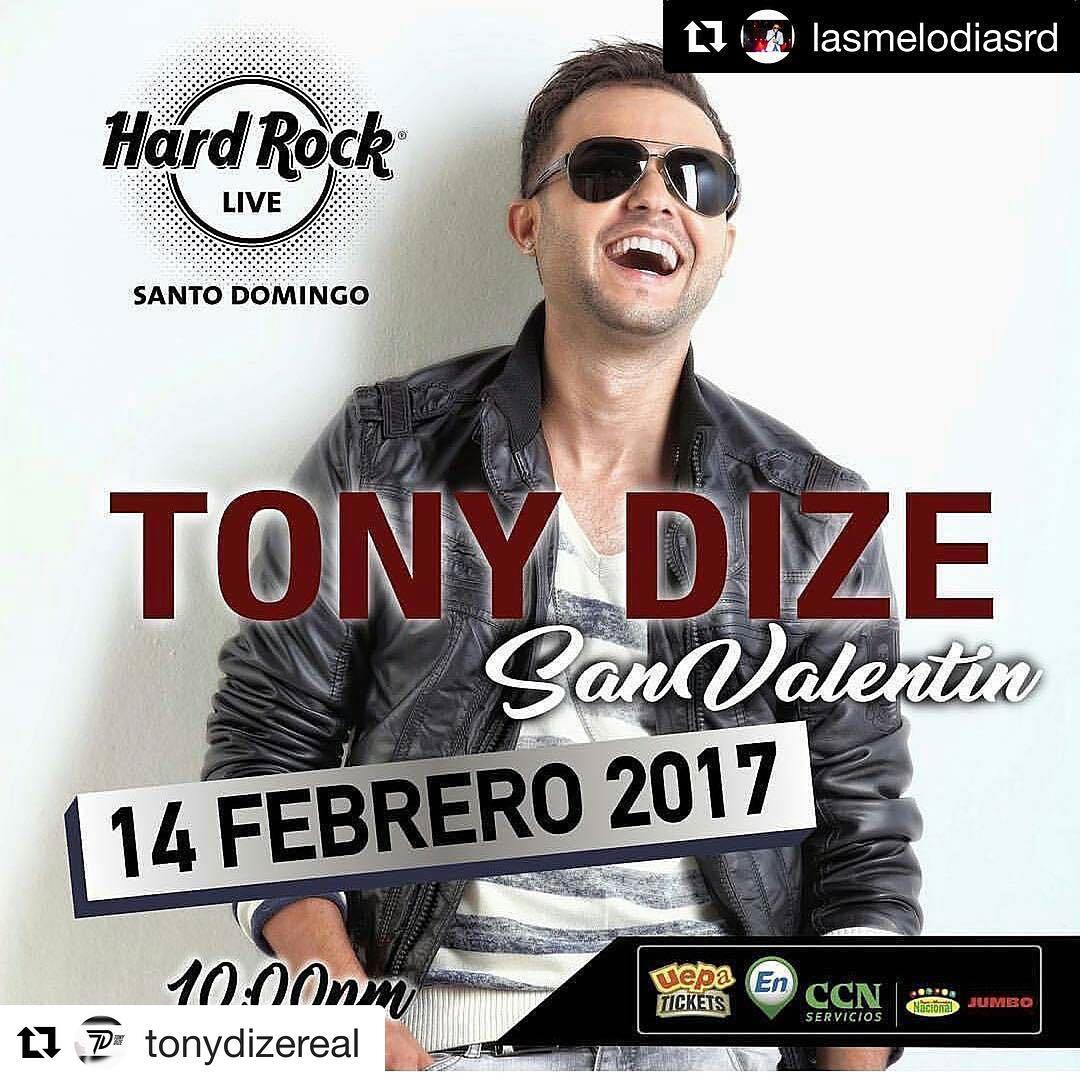 lasmelodiasrd
Hard Rock®
LIVE
SANTO DOMINGO
TONY DIZE
San Valentin
14 FEBRERO 2017
10:00pm
uepa
TICKETS
En
CCN
SERVICIOS
Nacional
JUMBO
tonydizereal